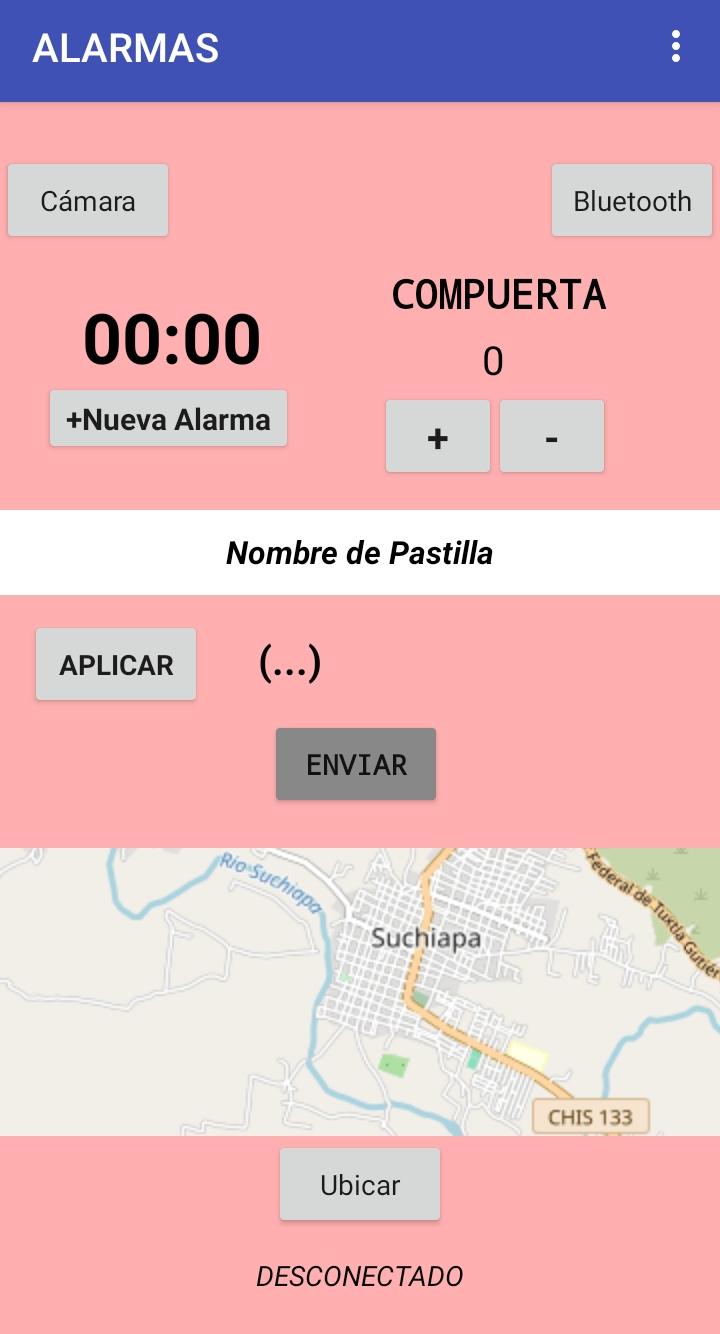 ALARMAS
Cámara
Bluetooth
COMPUERTA
00:00
0
+Nueva Alarma
+
-
Nombre de Pastilla
APLICAR
(...)
ENVIAR
Río Suchiapa
Federal de Tuxtla Gutiér
Suchiapa
CHIS 133
Ubicar
DESCONECTADO